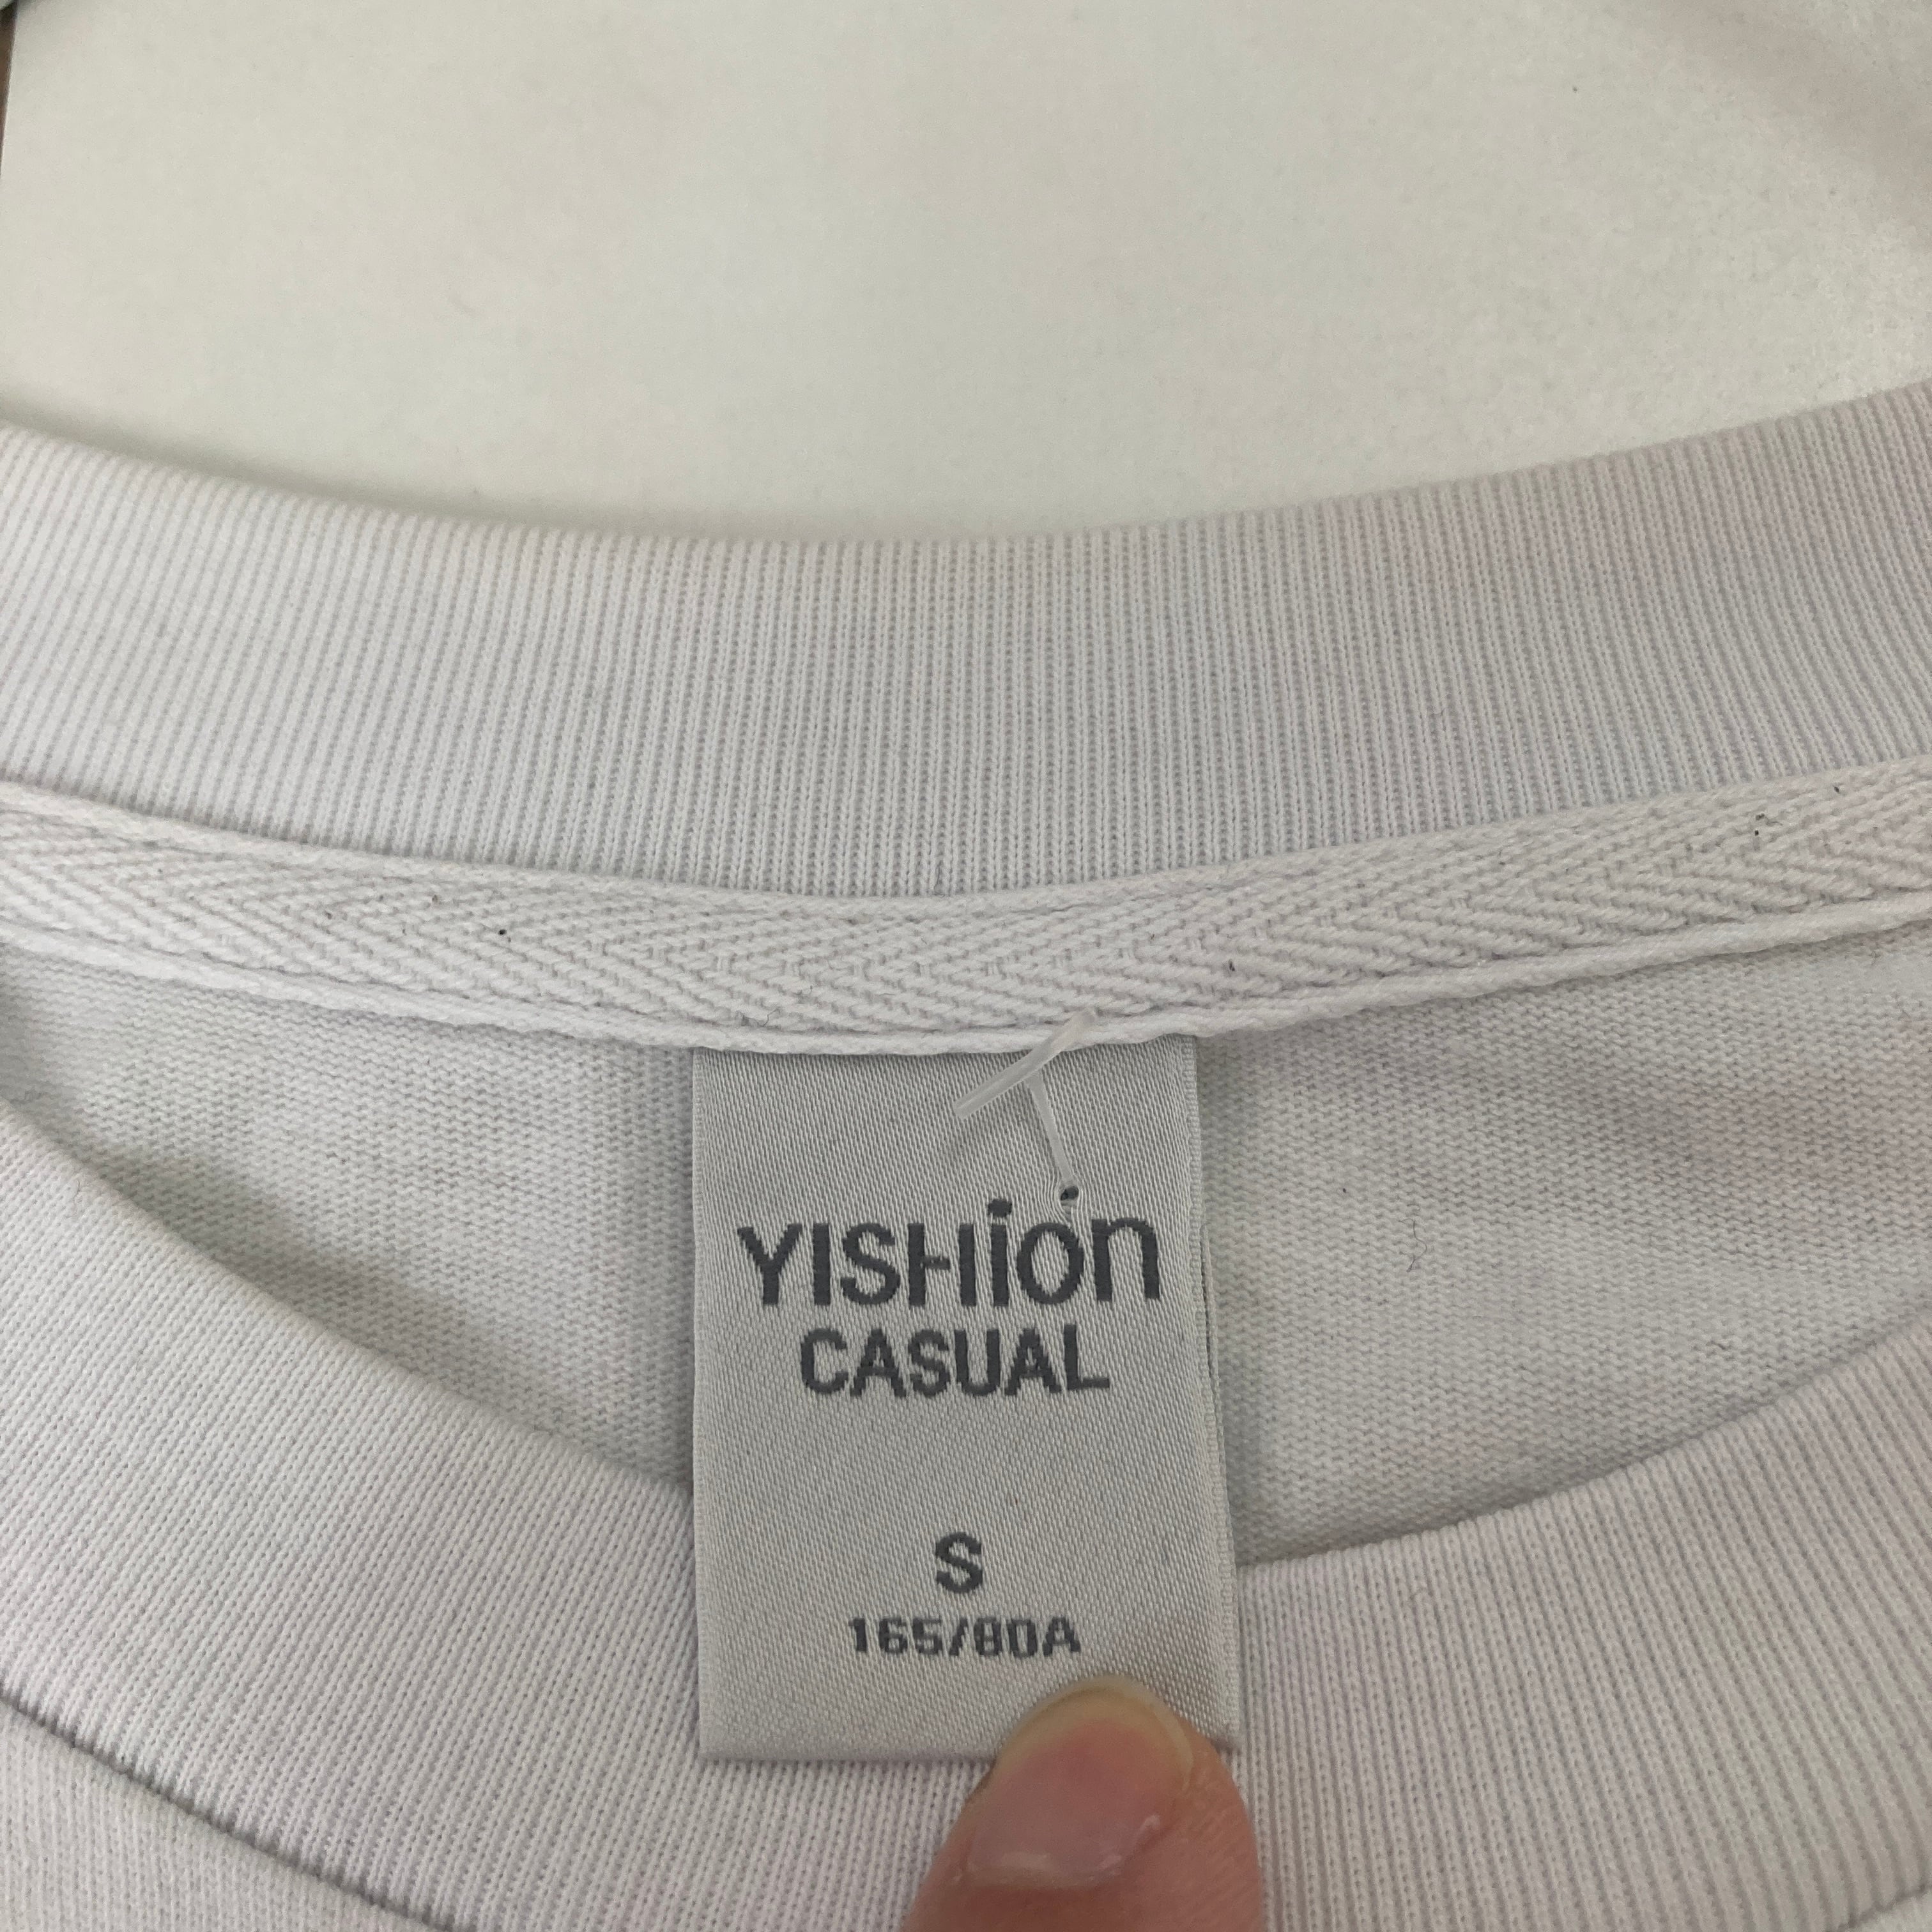 YISHion
CASUAL
S
165/80A